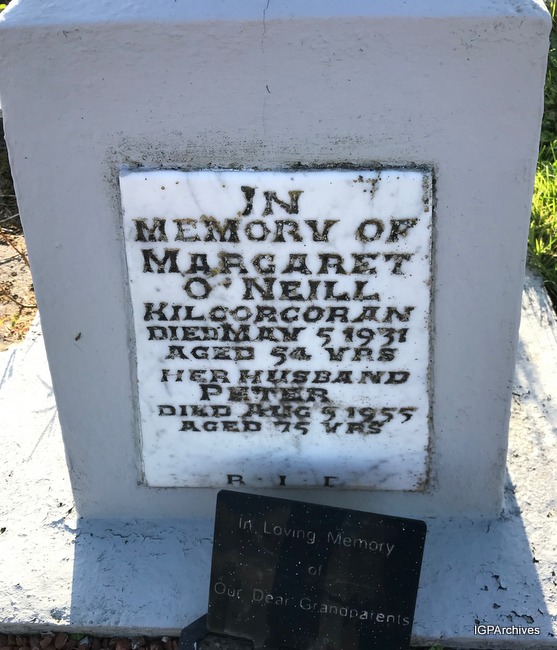 IN
MEMORY OF
MARGARET
O'NEILL
KILCORCORAN
DIED MAY 5 1931
AGED 54 YRS
HER HUSBAND
PETER
DIED AUG 5 1955
AGED 75 YRS
R. I. P
In Loving Memory
of
Our Dear Grandparents
IGPArchives